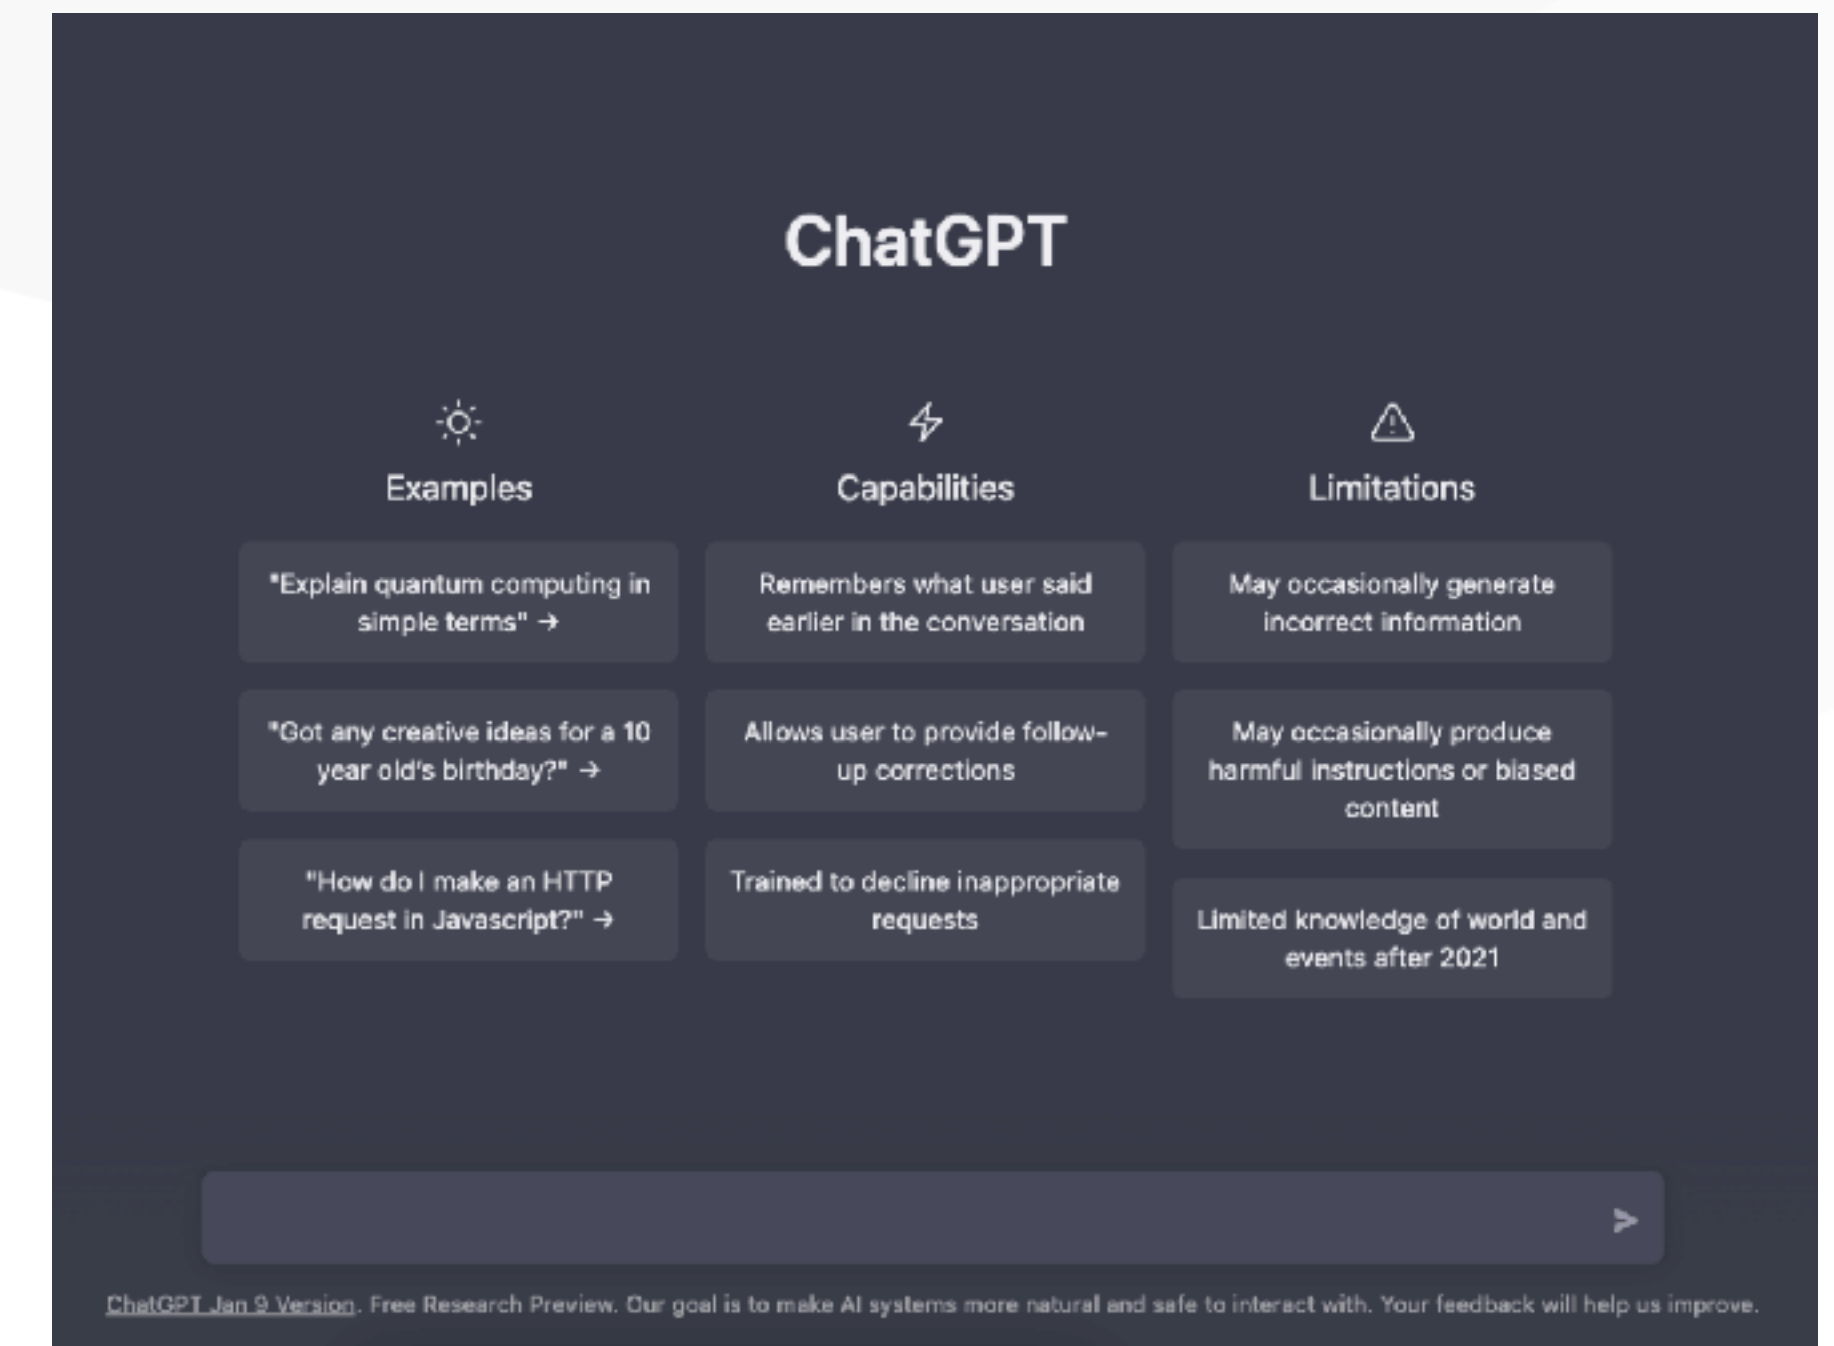 ChatGPT
Examples
"Explain quantum computing in
simple terms" →
"Got any creative ideas for a 10
year old's birthday?" →
"How do I make an HTTP
request in Javascript?" →
Capabilities
Remembers what user said
earlier in the conversation
Allows user to provide follow-
up corrections
Trained to decline inappropriate
requests
Limitations
May occasionally generate
incorrect information
May occasionally produce
harmful instructions or biased
content
Limited knowledge of world and
events after 2021
ChatGPT Jan 9 Version. Free Research Preview. Our goal is to make AI systems more natural and safe to interact with. Your feedback will help us improve.